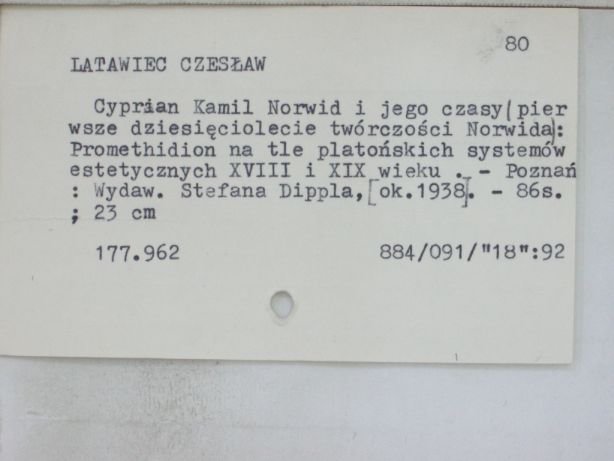 80
LATAWIEC CZESŁAW
Cyprian Kamil Norwid i jego czasy(pier
wsze dziesięciolecie twórczości Norwida):
Promethidion na tle platońskich systemów
estetycznych XVIII i XIX wieku . - Poznań
: Wydaw. Stefana Dippla, [ok.1938]. - 86s.
; 23 cm
177.962 884/091/"18":92